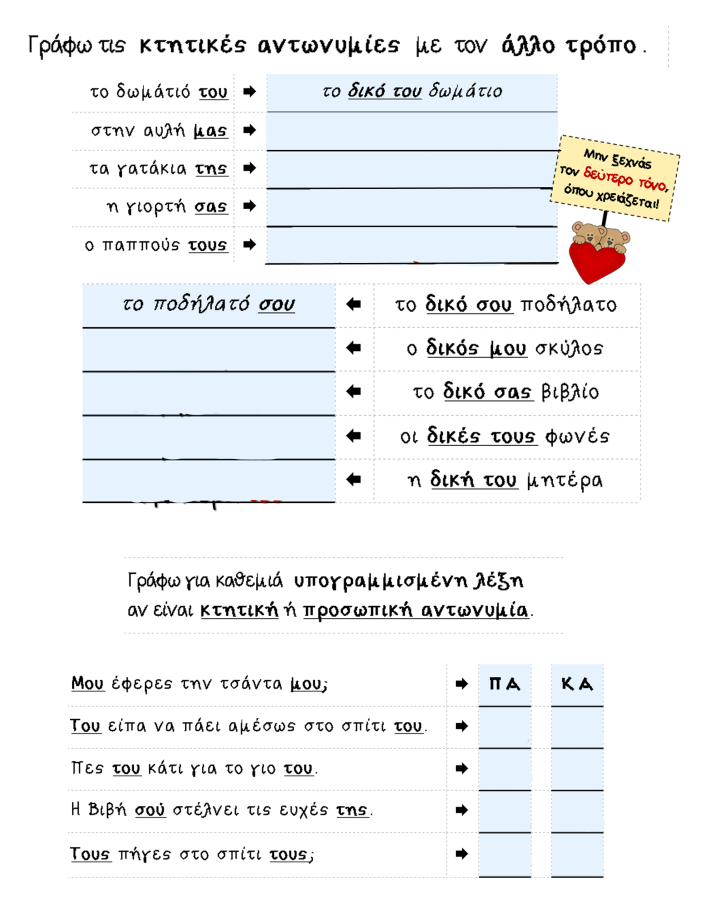 Γράφω τις κτητικές αντωνυμίες με τον άλλο τρόπο.
το δωμάτιό του ➡ το δικό του δωμάτιο
στην αυλή μας ➡
τα γατάκια της ➡
η γιορτή σας ➡
ο παππούς τους ➡
Μην ξεχνάς
τον δεύτερο τόνο,
όπου χρειάζεται!
το ποδήλατό σου ⬅ το δικό σου ποδήλατο
⬅ ο δικός μου σκύλος
⬅ το δικό σας βιβλίο
⬅ οι δικές τους φωνές
⬅ η δική του μητέρα
Γράφω για καθεμιά υπογραμμισμένη λέξη
αν είναι κτητική ή προσωπική αντωνυμία.
Μου έφερες την τσάντα μου; ➡ ΠΑ ΚΑ
Του είπα να πάει αμέσως στο σπίτι του. ➡
Πες του κάτι για το γιο του. ➡
Η Βιβή σού στέλνει τις ευχές της. ➡
Τους πήγες στο σπίτι τους; ➡